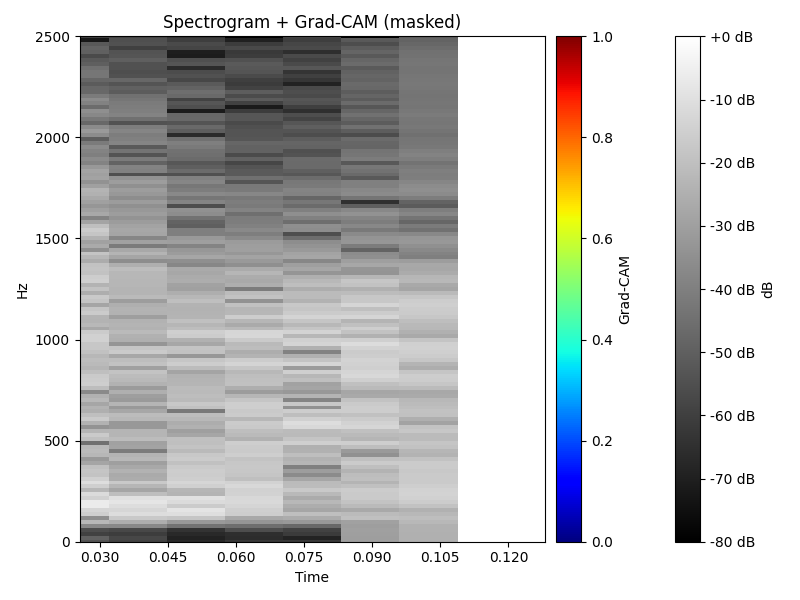 Spectrogram + Grad-CAM (masked)
2500
2000
1500
1000
500
0
Hz
0.030
0.045
0.060
0.075
0.090
0.105
0.120
Time
1.0
0.8
0.6
0.4
0.2
0.0
Grad-CAM
+0 dB
-10 dB
-20 dB
-30 dB
-40 dB
-50 dB
-60 dB
-70 dB
-80 dB
dB